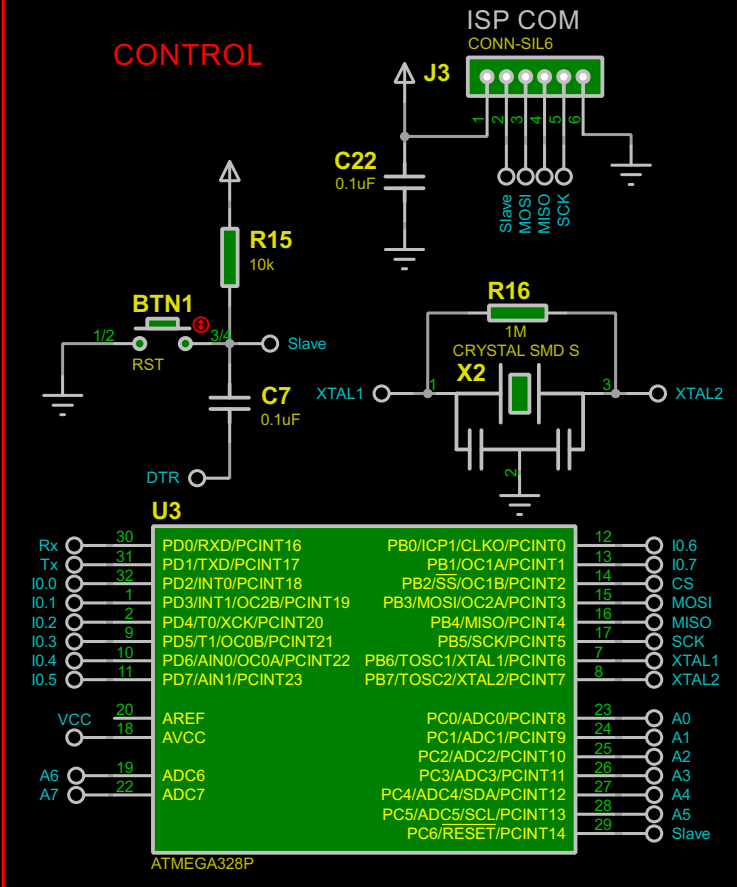 CONTROL
ISP COM
CONN-SIL6
J3
1 2 3 4 5 6
C22
0.1uF
Slave
MOSI
MISO
SCK
R15
10k
BTN1
1/2
3/4
RST
Slave
C7
0.1uF
DTR
R16
1M
CRYSTAL SMD S
X2
XTAL1
1
3
XTAL2
2
U3
Rx 30 PD0/RXD/PCINT16
Tx 31 PD1/TXD/PCINT17
I0.0 32 PD2/INT0/PCINT18
I0.1 1 PD3/INT1/OC2B/PCINT19
I0.2 2 PD4/T0/XCK/PCINT20
I0.3 9 PD5/T1/OC0B/PCINT21
I0.4 10 PD6/AIN0/OC0A/PCINT22
I0.5 11 PD7/AIN1/PCINT23
20 AREF
VCC 18 AVCC
A6 19 ADC6
A7 22 ADC7
PB0/ICP1/CLKO/PCINT0 12 I0.6
PB1/OC1A/PCINT1 13 I0.7
PB2/SS/OC1B/PCINT2 14 CS
PB3/MOSI/OC2A/PCINT3 15 MOSI
PB4/MISO/PCINT4 16 MISO
PB5/SCK/PCINT5 17 SCK
PB6/TOSC1/XTAL1/PCINT6 7 XTAL1
PB7/TOSC2/XTAL2/PCINT7 8 XTAL2
PC0/ADC0/PCINT8 23 A0
PC1/ADC1/PCINT9 24 A1
PC2/ADC2/PCINT10 25 A2
PC3/ADC3/PCINT11 26 A3
PC4/ADC4/SDA/PCINT12 27 A4
PC5/ADC5/SCL/PCINT13 28 A5
PC6/RESET/PCINT14 29 Slave
ATMEGA328P